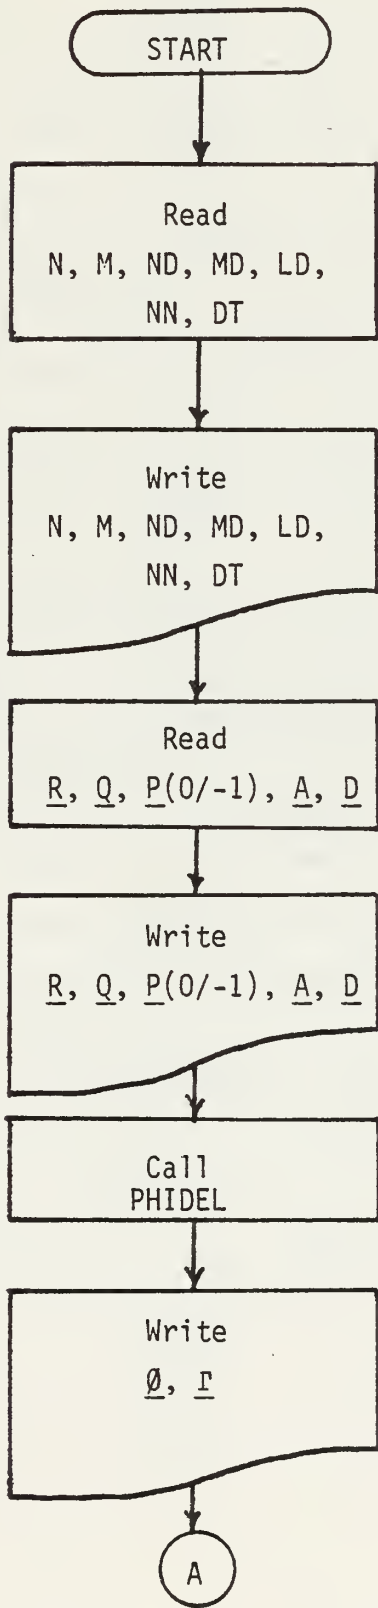 START
Read
N, M, ND, MD, LD,
NN, DT
Write
N, M, ND, MD, LD,
NN, DT
Read
R, Q, P(0/-1), A, D
Write
R, Q, P(0/-1), A, D
Call
PHIDEL
Write
Ø, Γ
A